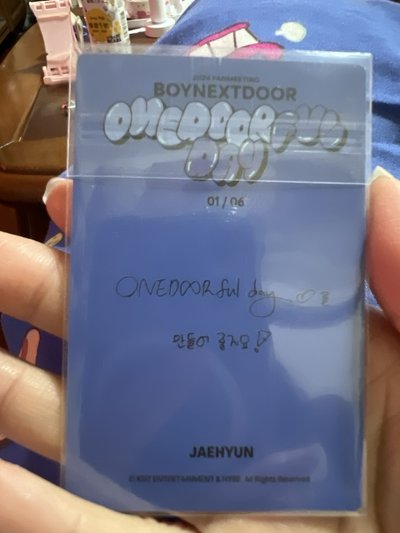 2024 FANMEETING
BOYNEXTDOOR
ONEDOORful
DAY
01 / 06
ONEDOORful day ♡를
만들어 줄게요!♡
JAEHYUN
© KOZ ENTERTAINMENT & HYBE. All Rights Reserved